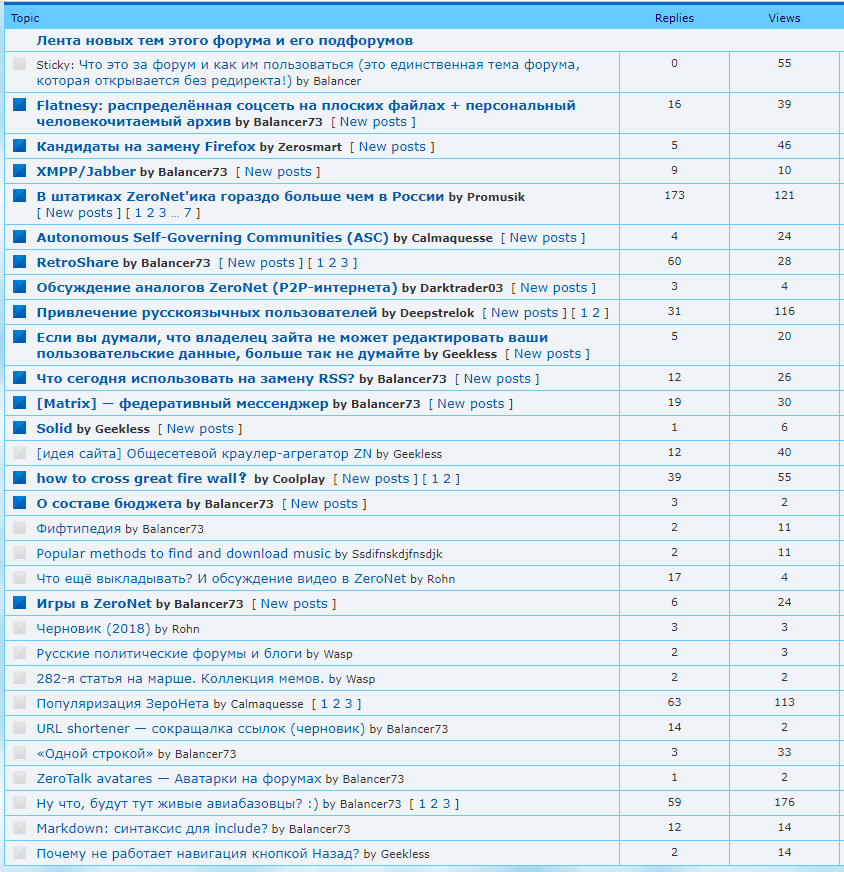 Topic Replies Views
Лента новых тем этого форума и его подфорумов
Sticky: Что это за форум и как им пользоваться (это единственная тема форума, 0 55
которая открывается без редиректа!) by Balancer
Flatnesy: распределённая соцсеть на плоских файлах + персональный 16 39
человекочитаемый архив by Balancer73 [ New posts ]
Кандидаты на замену Firefox by Zerosmart [ New posts ] 5 46
XMPP/Jabber by Balancer73 [ New posts ] 9 10
В штатиках ZeroNet'ика гораздо больше чем в России by Promusik 173 121
[ New posts ] [ 1 2 3 ... 7 ]
Autonomous Self-Governing Communities (ASC) by Calmaquesse [ New posts ] 4 24
RetroShare by Balancer73 [ New posts ] [ 1 2 3 ] 60 28
Обсуждение аналогов ZeroNet (P2P-интернета) by Darktrader03 [ New posts ] 3 4
Привлечение русскоязычных пользователей by Deepstrelok [ New posts ] [ 1 2 ] 31 116
Если вы думали, что владелец зайта не может редактировать ваши 5 20
пользовательские данные, больше так не думайте by Geekless [ New posts ]
Что сегодня использовать на замену RSS? by Balancer73 [ New posts ] 12 26
[Matrix] — федеративный мессенджер by Balancer73 [ New posts ] 19 30
Solid by Geekless [ New posts ] 1 6
[идея сайта] Общесетевой краулер-агрегатор ZN by Geekless 12 40
how to cross great fire wall? by Coolplay [ New posts ] [ 1 2 ] 39 55
О составе бюджета by Balancer73 [ New posts ] 3 2
Фифтипедия by Balancer73 2 11
Popular methods to find and download music by Ssdifnskdjfnsdjk 2 11
Что ещё выкладывать? И обсуждение видео в ZeroNet by Rohn 17 4
Игры в ZeroNet by Balancer73 [ New posts ] 6 24
Черновик (2018) by Rohn 3 3
Русские политические форумы и блоги by Wasp 2 3
282-я статья на марше. Коллекция мемов. by Wasp 2 2
Популяризация ЗероНета by Calmaquesse [ 1 2 3 ] 63 113
URL shortener — сокращалка ссылок (черновик) by Balancer73 14 2
«Одной строкой» by Balancer73 3 33
ZeroTalk avatares — Аватарки на форумах by Balancer73 1 2
Ну что, будут тут живые авиабазовцы? :) by Balancer73 [ 1 2 3 ] 59 176
Markdown: синтаксис для include? by Balancer73 12 14
Почему не работает навигация кнопкой Назад? by Geekless 2 14